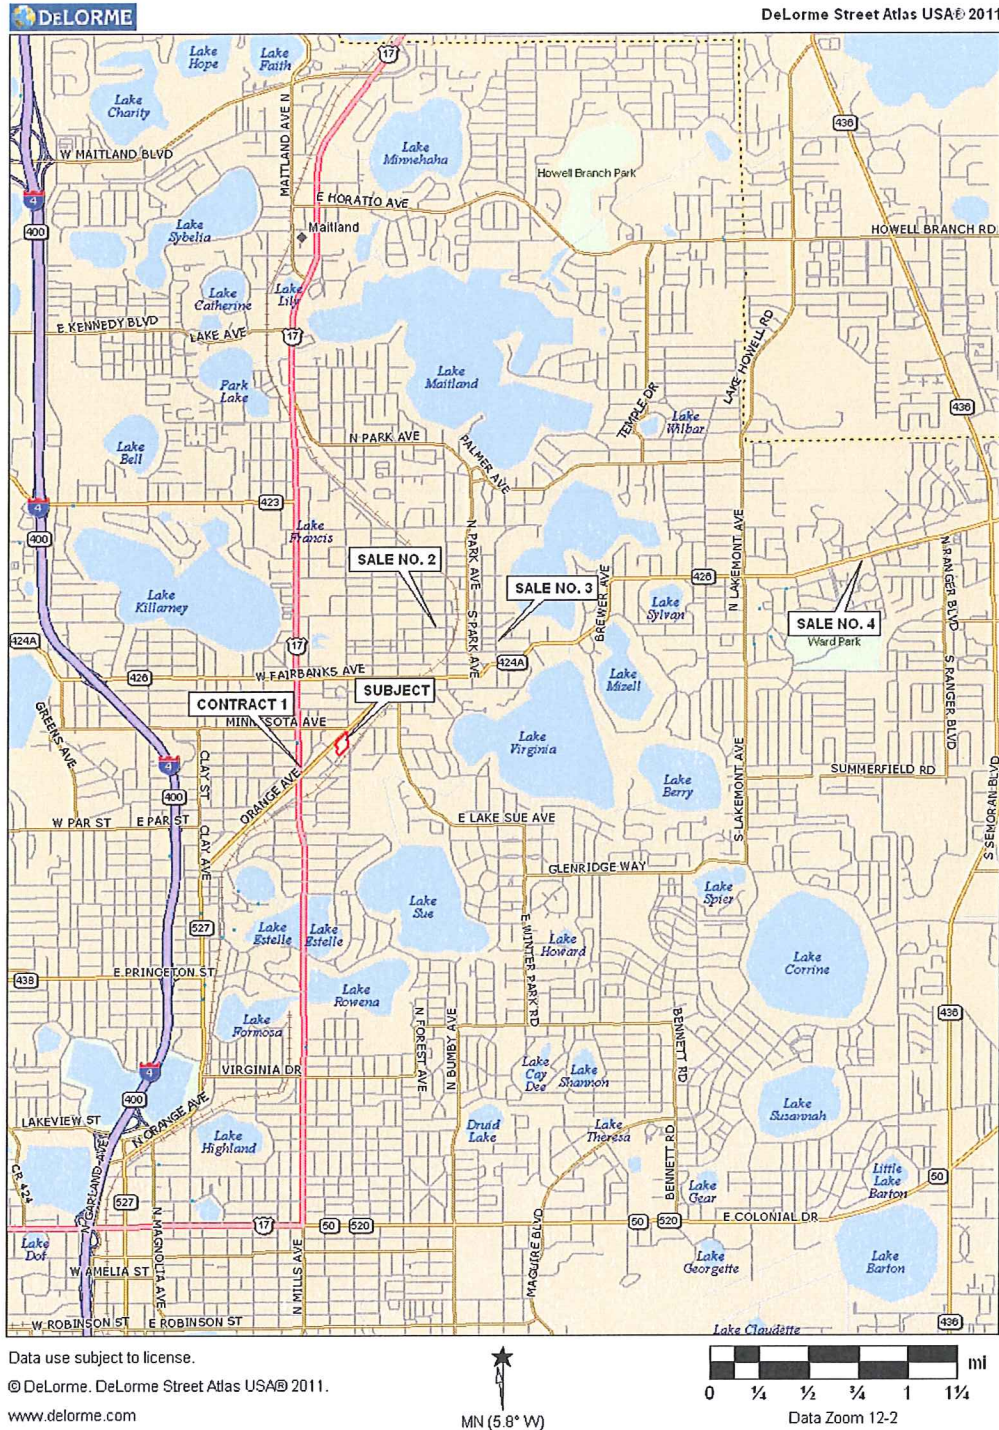 DELORME
DeLorme Street Atlas USA® 2011
Lake
Hope
Lake
Faith
17
Lake
Charity
MAITLAND AVE N
436
W MAITLAND BLVD
Lake
Minnehaha
Howell Branch Park
4
400
E HORATIO AVE
Lake
Sybelia
Maitland
HOWELL BRANCH RD
Lake
Catherine
Lake
Lily
E KENNEDY BLVD
LAKE AVE
17
Lake
Maitland
LAKE HOWELL RD
Park
Lake
TEMPLE DR
Lake
Wilbar
436
Lake
Bell
N PARK AVE
PALMER AVE
4
423
400
Lake
Francis
N PARK AVE
N LAKEMONT AVE
SALE NO. 2
N RANGER BLVD
Lake
Killarney
SALE NO. 3
BREWER AVE
426
Lake
Sylvan
SALE NO. 4
Ward Park
S PARK AVE
424A
17
424A
W FAIRBANKS AVE
426
Lake
Mizell
S RANGER BLVD
CONTRACT 1
SUBJECT
GREENS AVE
MINNESOTA AVE
Lake
Virginia
4
CLAY ST
400
ORANGE AVE
Lake
Berry
SUMMERFIELD RD
S LAKEMONT AVE
S SEMORAN BLVD
W PAR ST
E PAR ST
E LAKE SUE AVE
CLAY AVE
GLENRIDGE WAY
Lake
Sue
Lake
Spier
527
Lake
Estelle
Lake
Estelle
E WINTER PARK RD
Lake
Howard
Lake
Corrine
438
E PRINCETON ST
Lake
Rowena
Lake
Formosa
N FOREST AVE
N BUMBY AVE
BENNETT RD
436
4
VIRGINIA DR
Lake
Cay
Dee
Lake
Shannon
400
N ORANGE AVE
LAKEVIEW ST
Lake
Highland
Druid
Lake
Lake
Theresa
Lake
Susannah
CR 424
N GARLAND AVE
BENNETT RD
Lake
Gear
Little
Lake
Barton
50
527
N MAGNOLIA AVE
17
50
520
50
520
E COLONIAL DR
Lake
Dot
N MILLS AVE
MAGUIRE BLVD
Lake
Georgette
Lake
Barton
W AMELIA ST
W ROBINSON ST
E ROBINSON ST
Lake Claudette
436
Data use subject to license.
© DeLorme. DeLorme Street Atlas USA® 2011.
www.delorme.com
MN (5.8° W)
mi
0 ¼ ½ ¾ 1 1¼
Data Zoom 12-2